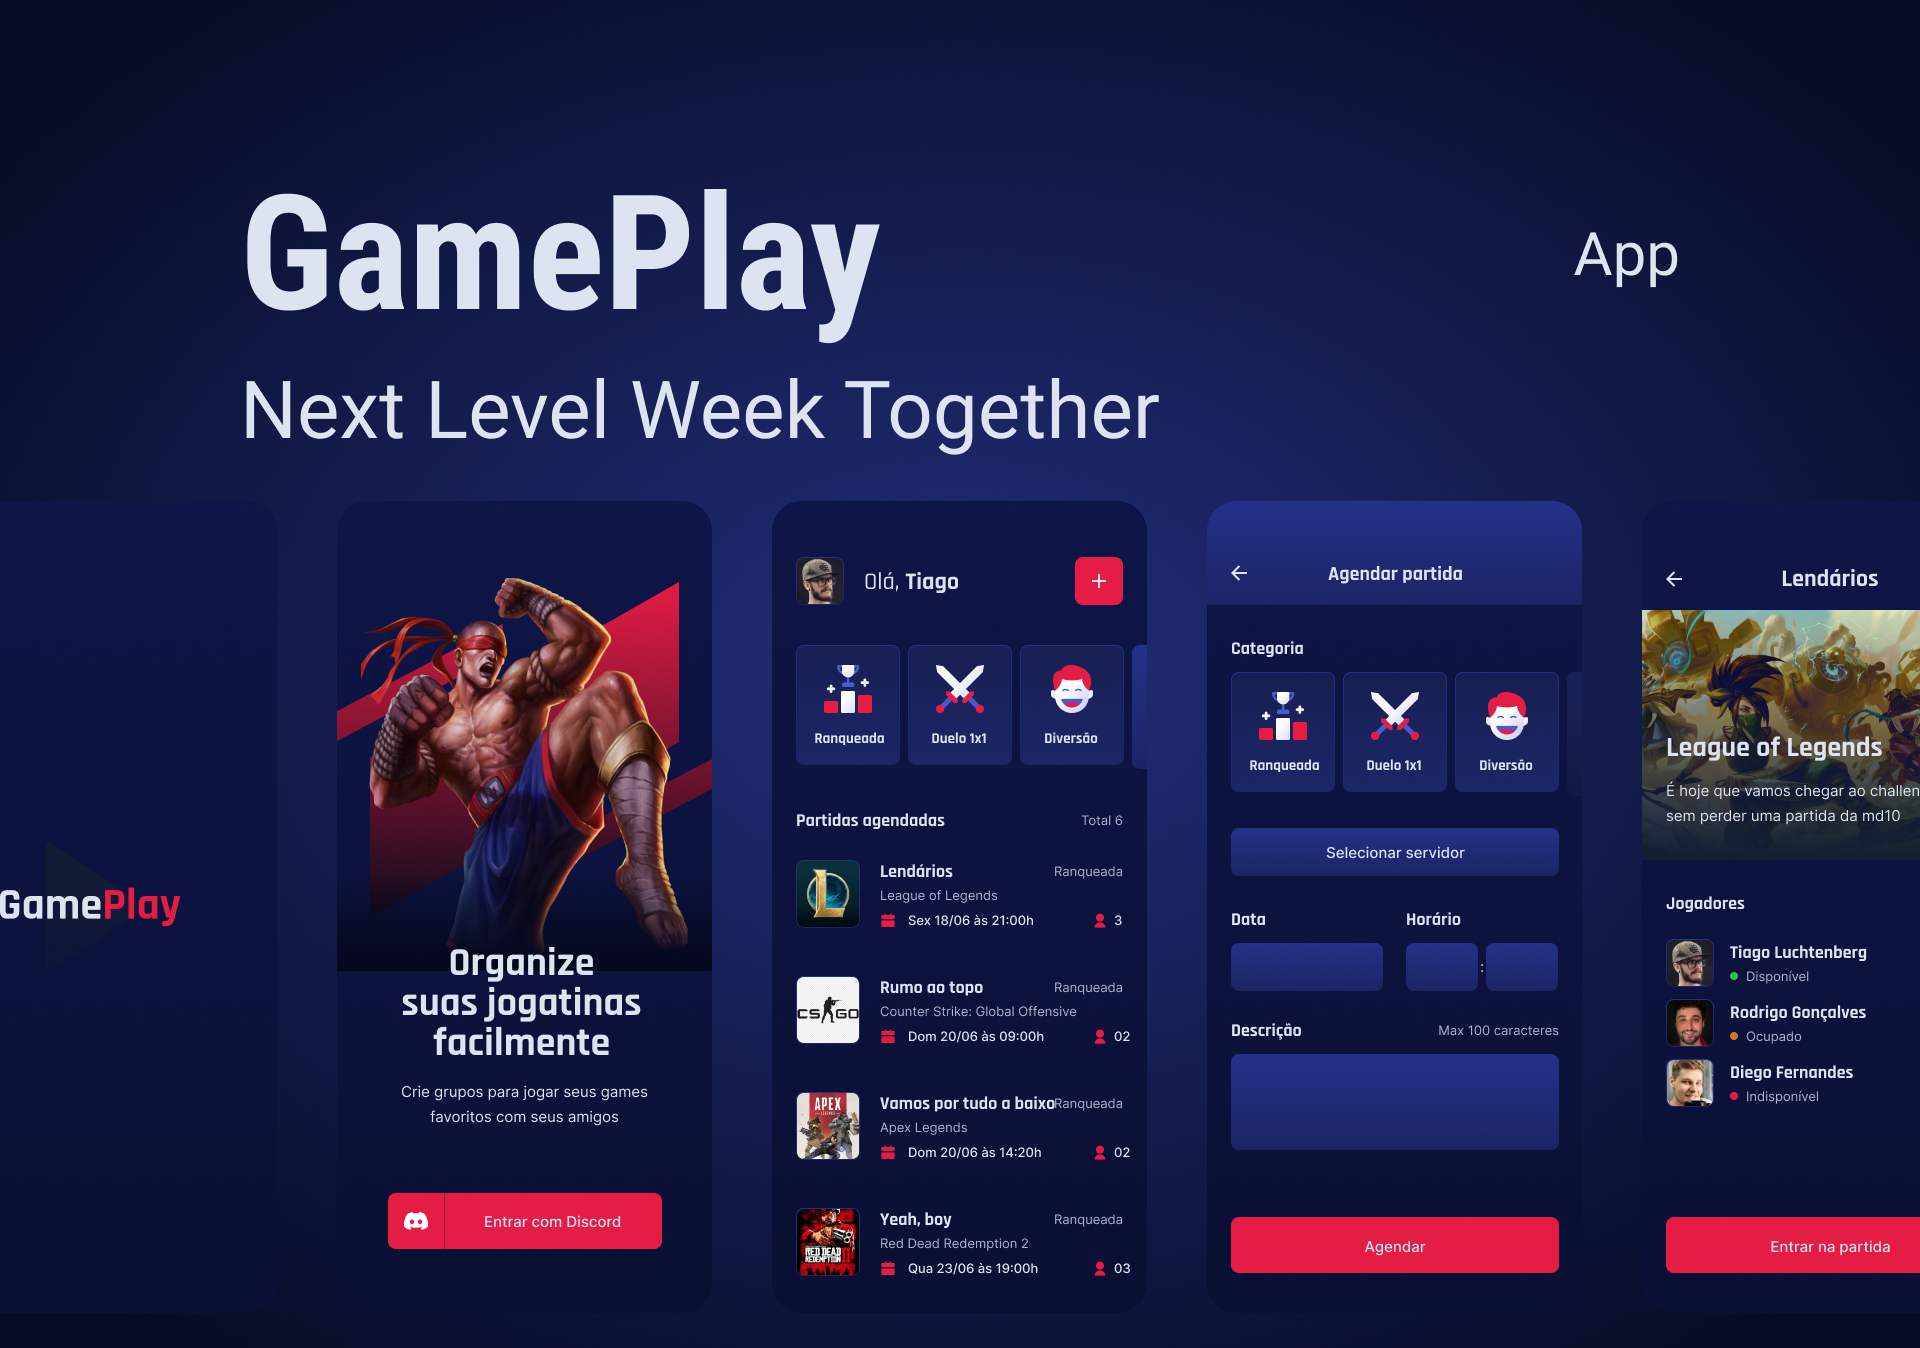 GamePlay
App
Next Level Week Together
GamePlay
Organize
suas jogatinas
facilmente
Crie grupos para jogar seus games
favoritos com seus amigos
Entrar com Discord
Olá, Tiago
Ranqueada
Duelo 1x1
Diversão
Partidas agendadas
Total 6
Lendários
Ranqueada
League of Legends
Sex 18/06 às 21:00h
3
CS GO
Rumo ao topo
Ranqueada
Counter Strike: Global Offensive
Dom 20/06 às 09:00h
02
APEX
Vamos por tudo a baixo
Ranqueada
Apex Legends
Dom 20/06 às 14:20h
02
RED DEAD
REDEMPTION II
Yeah, boy
Ranqueada
Red Dead Redemption 2
Qua 23/06 às 19:00h
03
Agendar partida
Categoria
Ranqueada
Duelo 1x1
Diversão
Selecionar servidor
Data
Horário
:
Descrição
Max 100 caracteres
Agendar
Lendários
League of Legends
É hoje que vamos chegar ao challen
sem perder uma partida da md10
Jogadores
Tiago Luchtenberg
Disponível
Rodrigo Gonçalves
Ocupado
Diego Fernandes
Indisponível
Entrar na partida